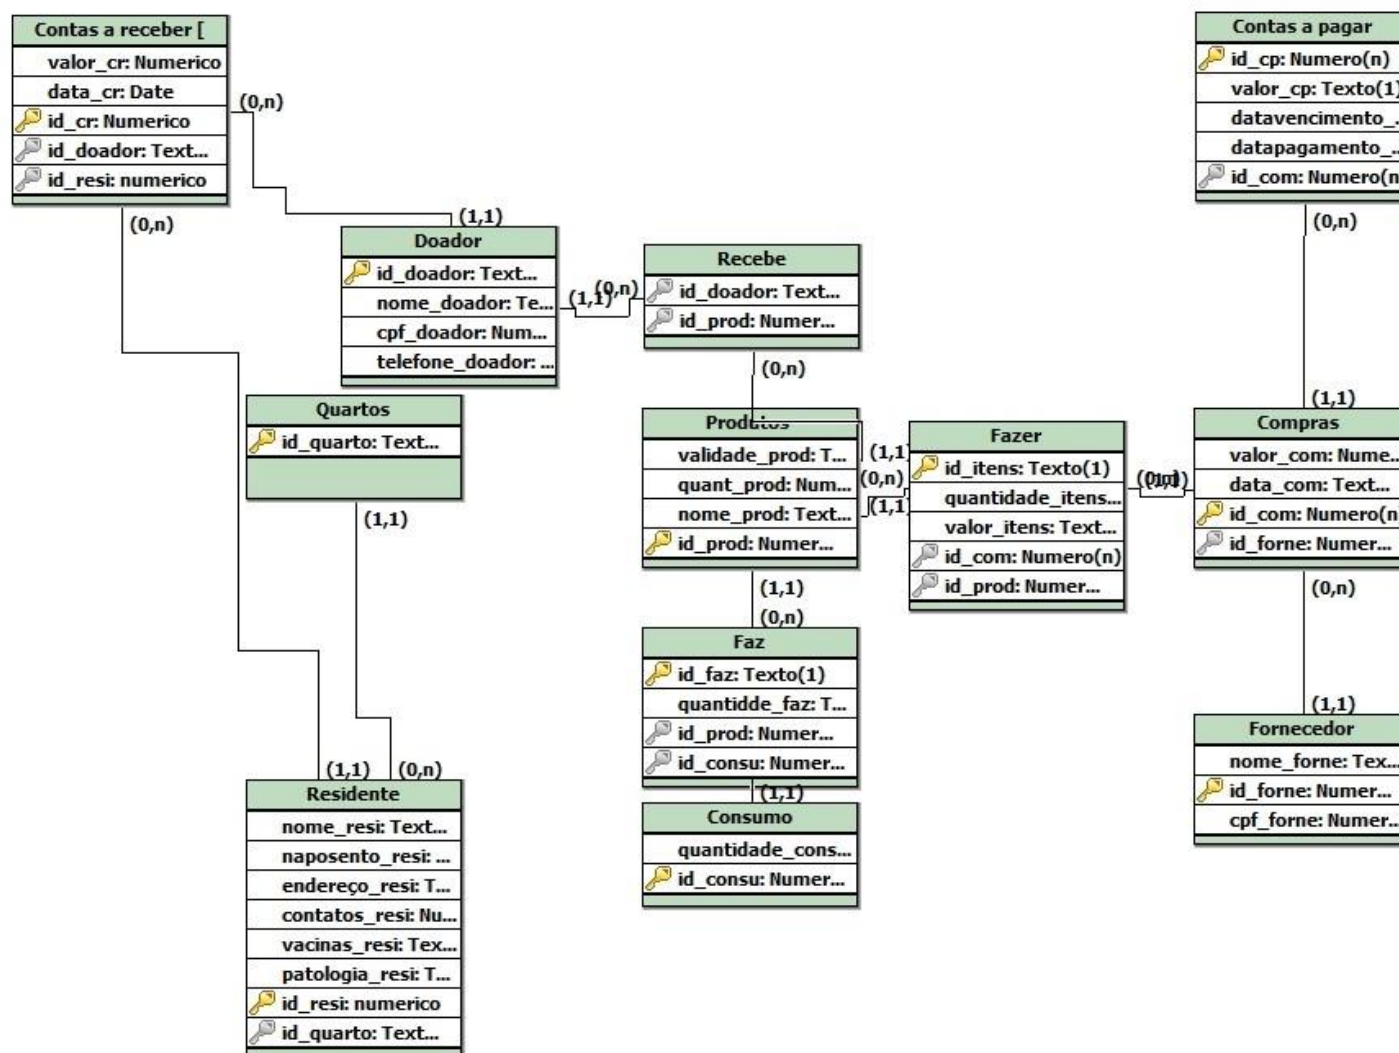 Contas a receber [
valor_cr: Numerico
data_cr: Date
id_cr: Numerico
id_doador: Text...
id_resi: numerico
(0,n)
(0,n)
(1,1)
Doador
id_doador: Text...
nome_doador: Te...
cpf_doador: Num...
telefone_doador: ...
(1,1)
(0,n)
Recebe
id_doador: Text...
id_prod: Numer...
(0,n)
Quartos
id_quarto: Text...
(1,1)
Produtos
validade_prod: T...
quant_prod: Num...
nome_prod: Text...
id_prod: Numer...
(1,1)
(0,n)
(1,1)
(1,1)
(0,n)
Fazer
id_itens: Texto(1)
quantidade_itens...
valor_itens: Text...
id_com: Numero(n)
id_prod: Numer...
Faz
id_faz: Texto(1)
quantidde_faz: T...
id_prod: Numer...
id_consu: Numer...
(1,1)
Consumo
quantidade_cons...
id_consu: Numer...
(1,1)
(0,n)
Residente
nome_resi: Text...
naposento_resi: ...
endereço_resi: T...
contatos_resi: Nu...
vacinas_resi: Tex...
patologia_resi: T...
id_resi: numerico
id_quarto: Text...
Contas a pagar
id_cp: Numero(n)
valor_cp: Texto(1)
datavencimento_...
datapagamento_...
id_com: Numero(n
(0,n)
(1,1)
Compras
valor_com: Nume...
data_com: Text...
id_com: Numero(n
id_forne: Numer...
(0,n)
(1,1)
Fornecedor
nome_forne: Tex...
id_forne: Numer...
cpf_forne: Numer...